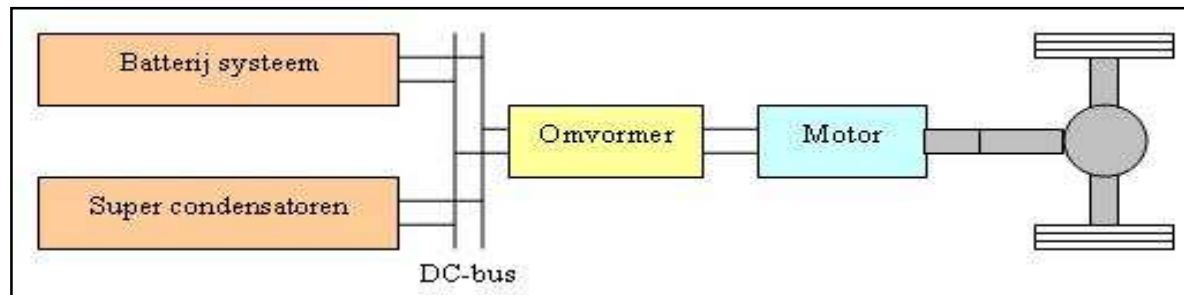 Batterij systeem
Omvormer
Motor
Super condensatoren
DC-bus